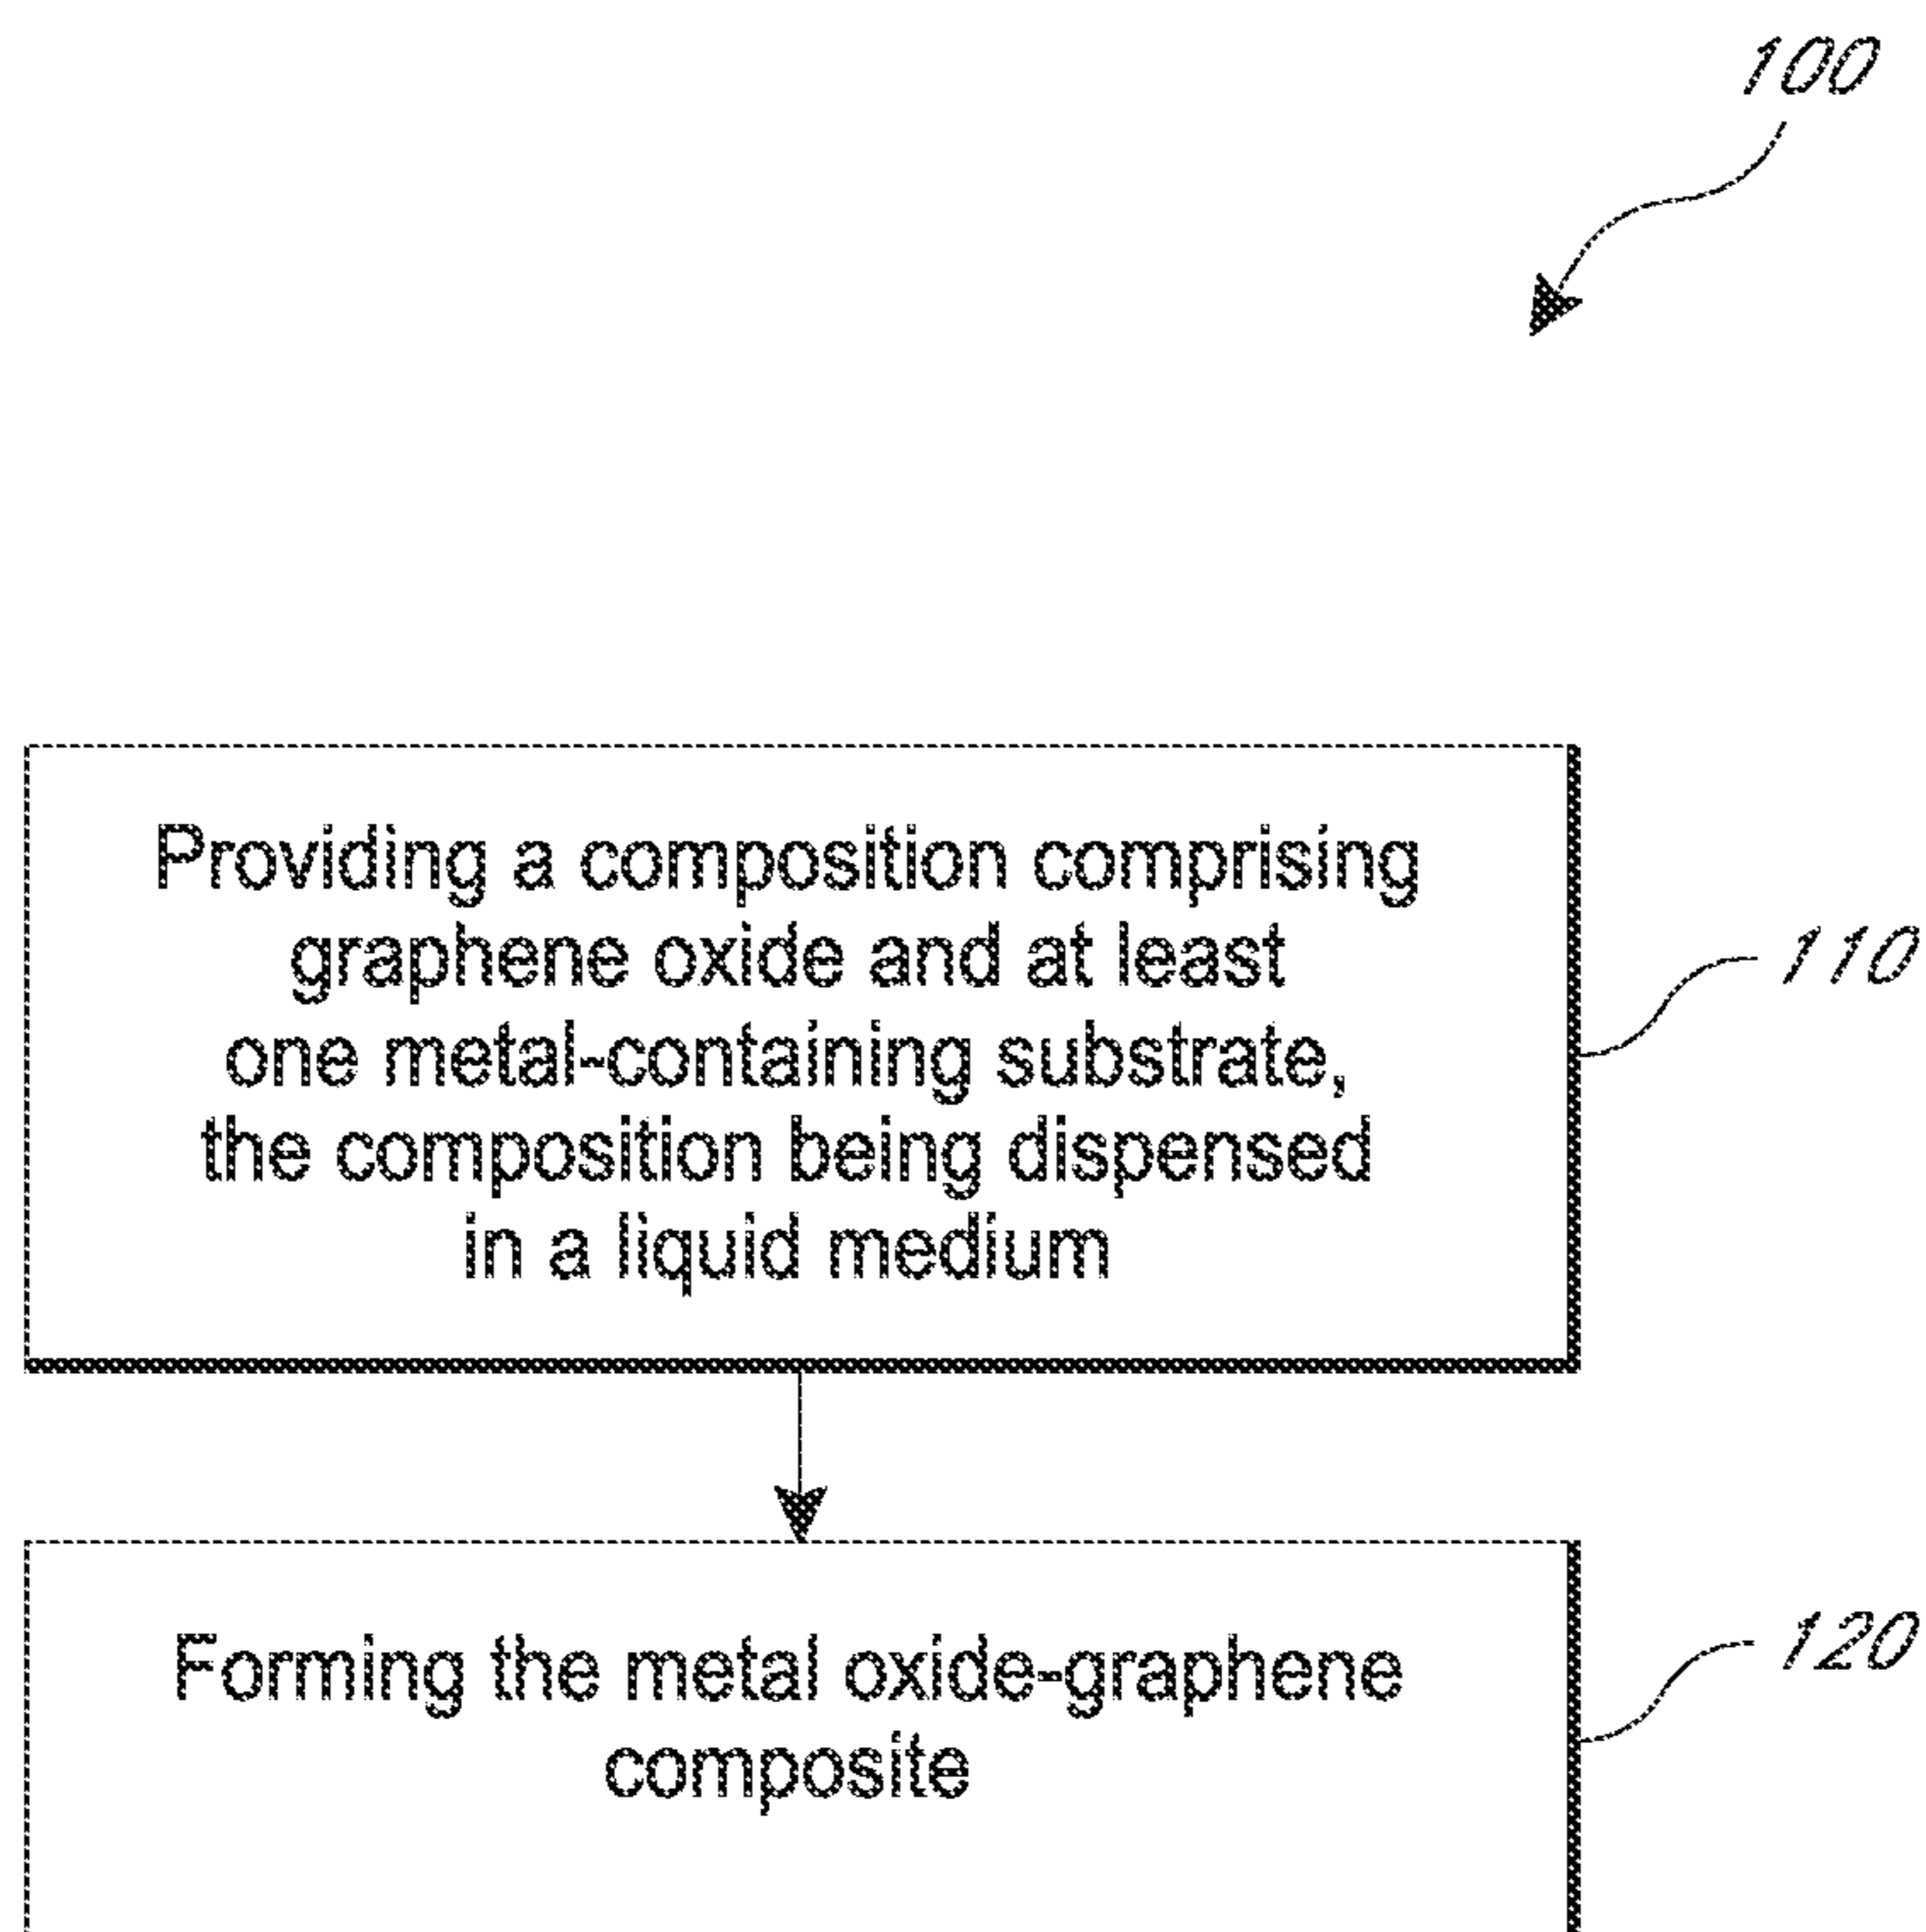 100
Providing a composition comprising
graphene oxide and at least
one metal-containing substrate,
the composition being dispensed
in a liquid medium
110
Forming the metal oxide-graphene
composite
120